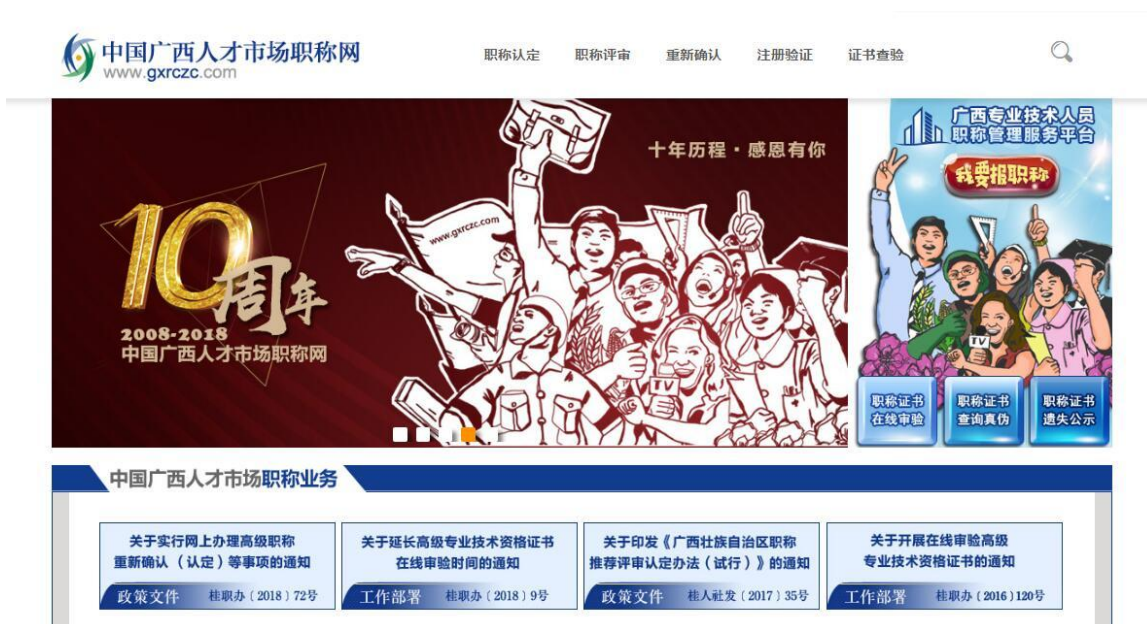 中国广西人才市场职称网
www.gxrczc.com
职称认定 职称评审 重新确认 注册验证 证书查验
十年历程·感恩有你
www.gxrczc.com
10
周年
2008-2018
中国广西人才市场职称网
TV
广西专业技术人员
职称管理服务平台
我要报职称
TV
职称证书
在线审验
职称证书
查询真伪
职称证书
遗失公示
中国广西人才市场职称业务
关于实行网上办理高级职称
重新确认（认定）等事项的通知
政策文件 桂职办（2018）72号
关于延长高级专业技术资格证书
在线审验时间的通知
工作部署 桂职办（2018）9号
关于印发《广西壮族自治区职称
推荐评审认定办法（试行）》的通知
政策文件 桂人社发（2017）35号
关于开展在线审验高级
专业技术资格证书的通知
工作部署 桂职办（2016）120号